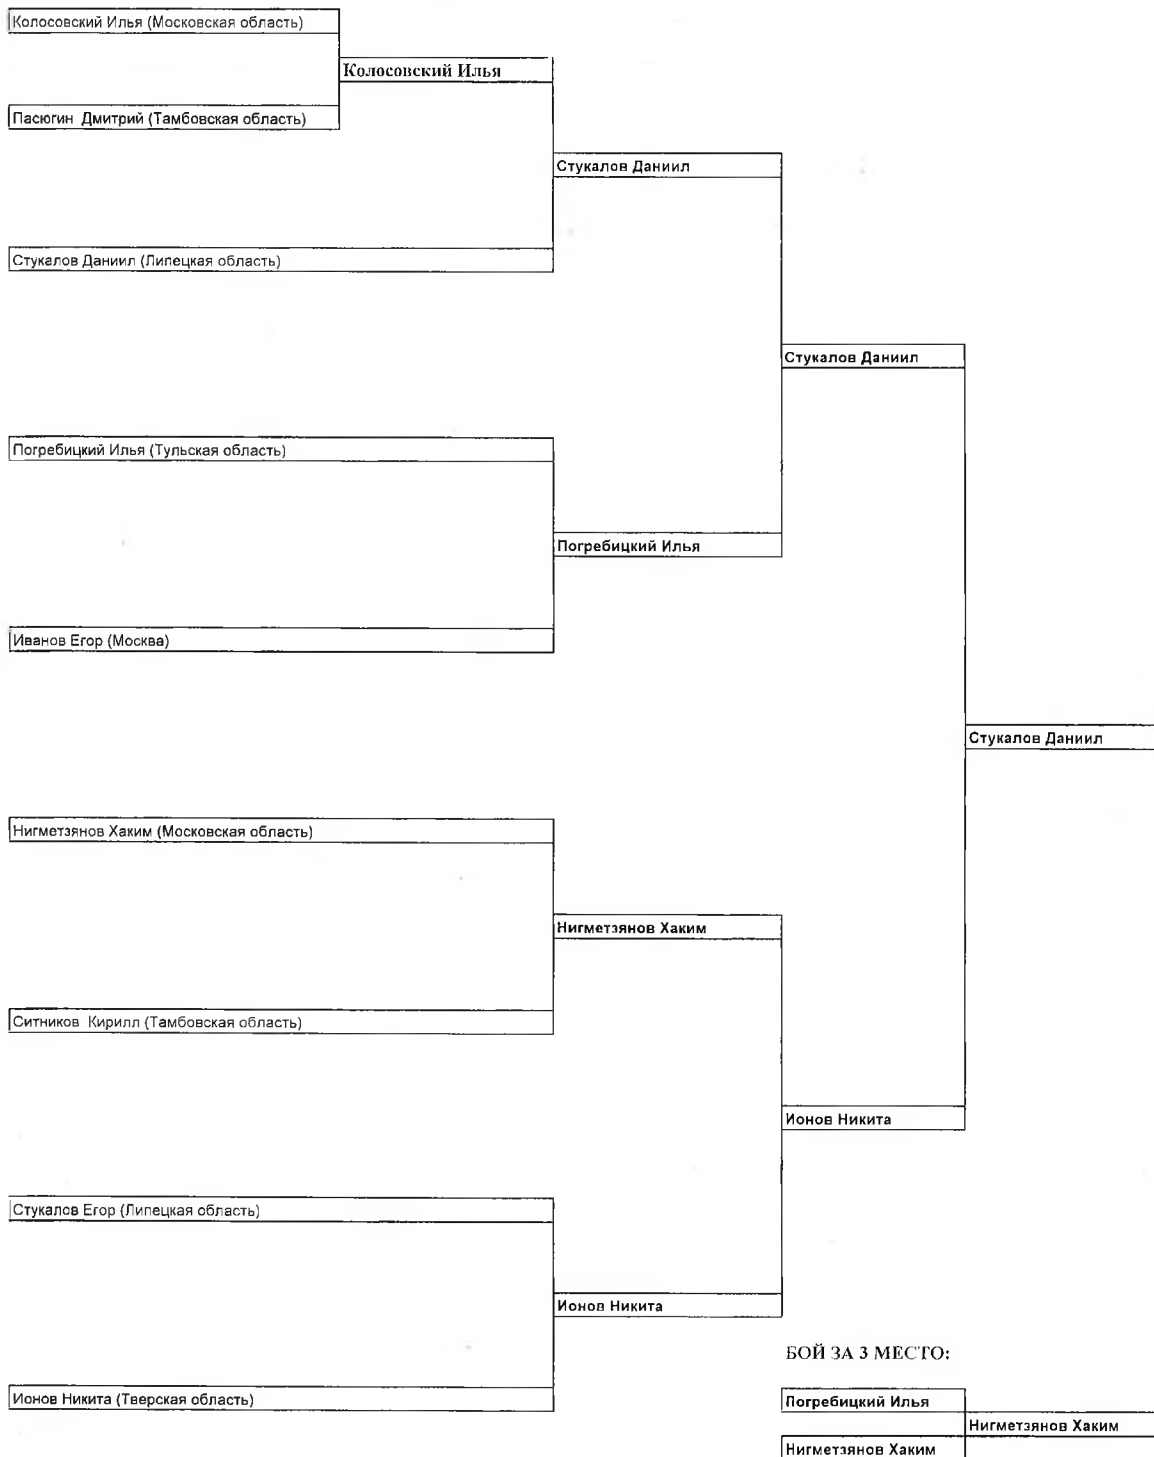 Колосовский Илья (Московская область)
Колосовский Илья
Пасюгин Дмитрий (Тамбовская область)
Стукалов Даниил
Стукалов Даниил (Липецкая область)
Стукалов Даниил
Погребицкий Илья (Тульская область)
Погребицкий Илья
Иванов Егор (Москва)
Стукалов Даниил
Нигметзянов Хаким (Московская область)
Нигметзянов Хаким
Ситников Кирилл (Тамбовская область)
Ионов Никита
Стукалов Егор (Липецкая область)
Ионов Никита
БОЙ ЗА 3 МЕСТО:
Ионов Никита (Тверская область)
Погребицкий Илья
Нигметзянов Хаким
Нигметзянов Хаким